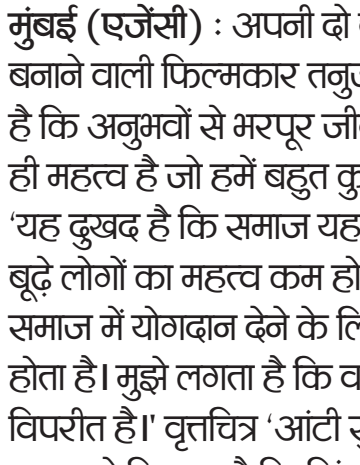 मुंबई (एजेंसी) : अपनी दो
बनाने वाली फिल्मकार
है कि अनुभवों से भरपूर
ही महत्व है जो हमें बहुत
‘यह दुखद है कि समाज यह
बूढ़े लोगों का महत्व कम हो
समाज में योगदान देने के
होता है। मुझे लगता है कि
विपरीत है।' वृत्तचित्र ‘आंटी